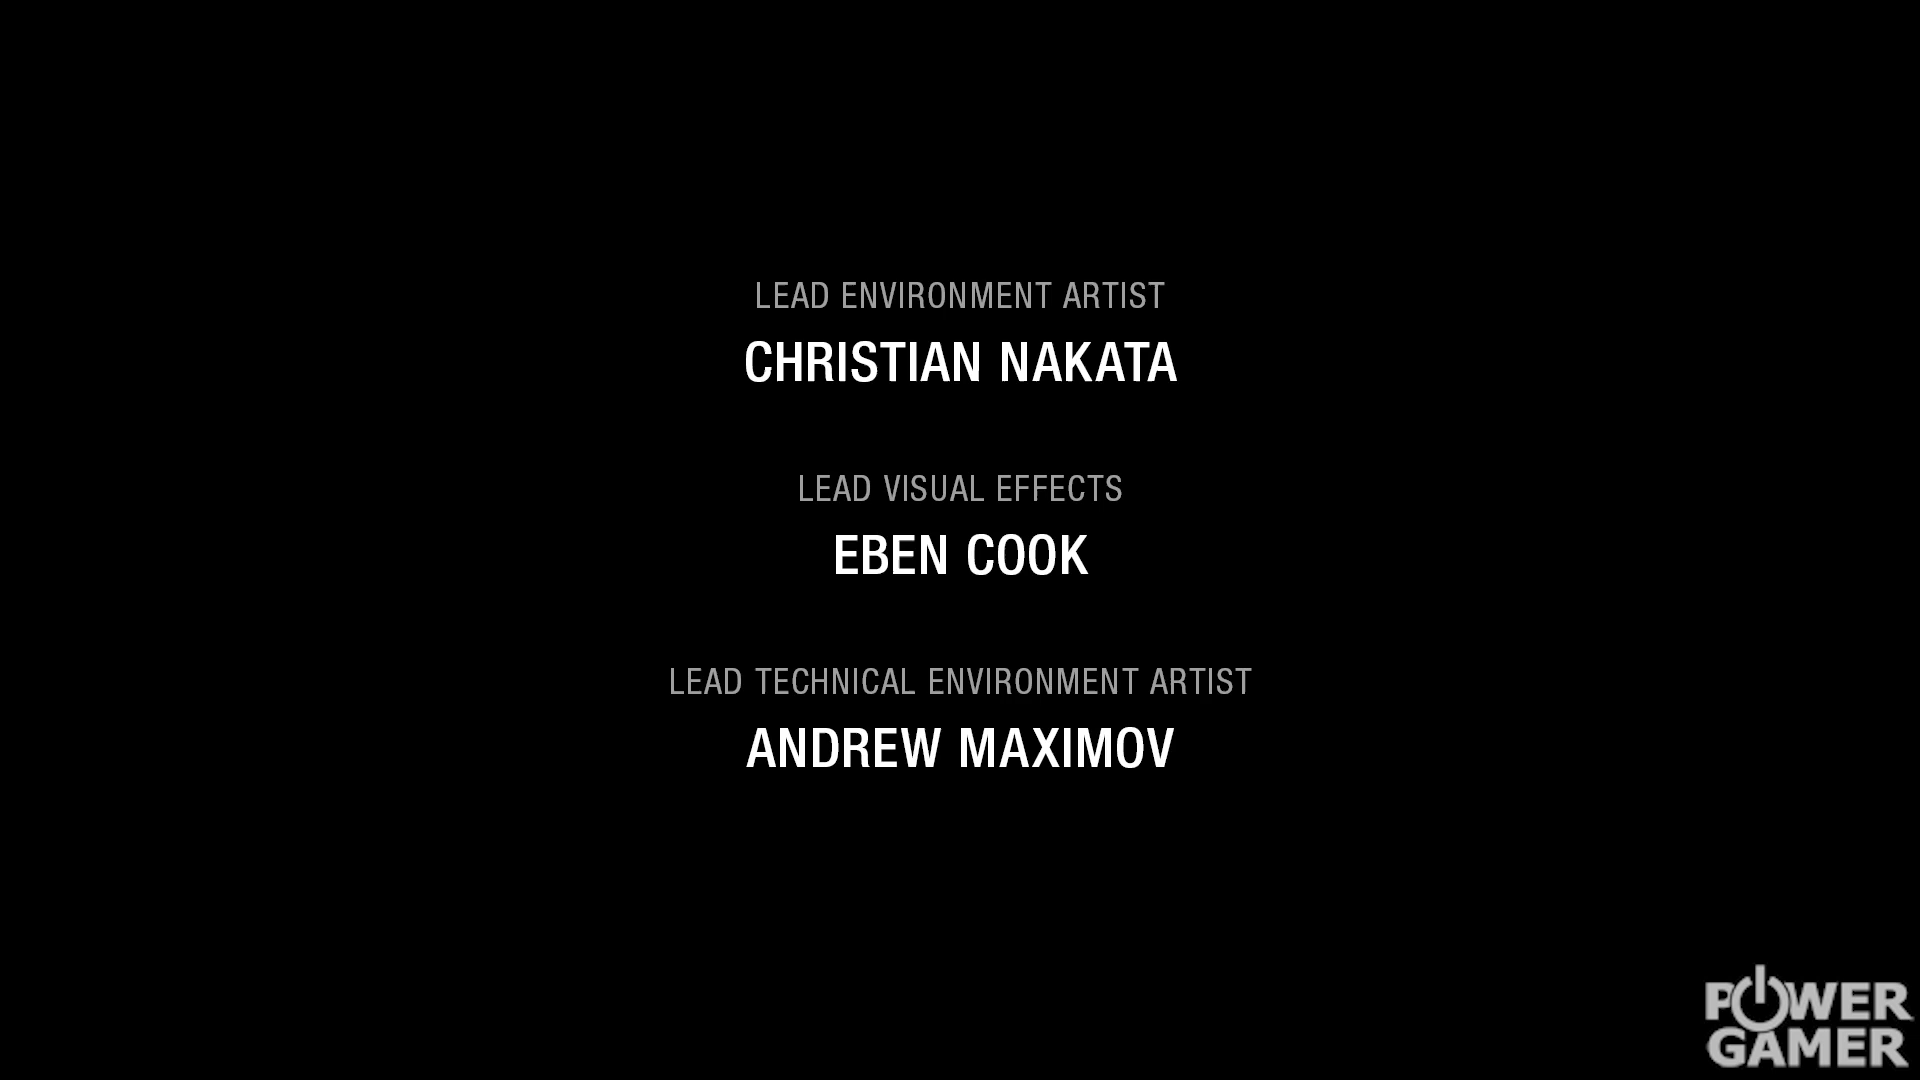 LEAD ENVIRONMENT ARTIST
CHRISTIAN NAKATA
LEAD VISUAL EFFECTS
EBEN COOK
LEAD TECHNICAL ENVIRONMENT ARTIST
ANDREW MAXIMOV
POWER
GAMER